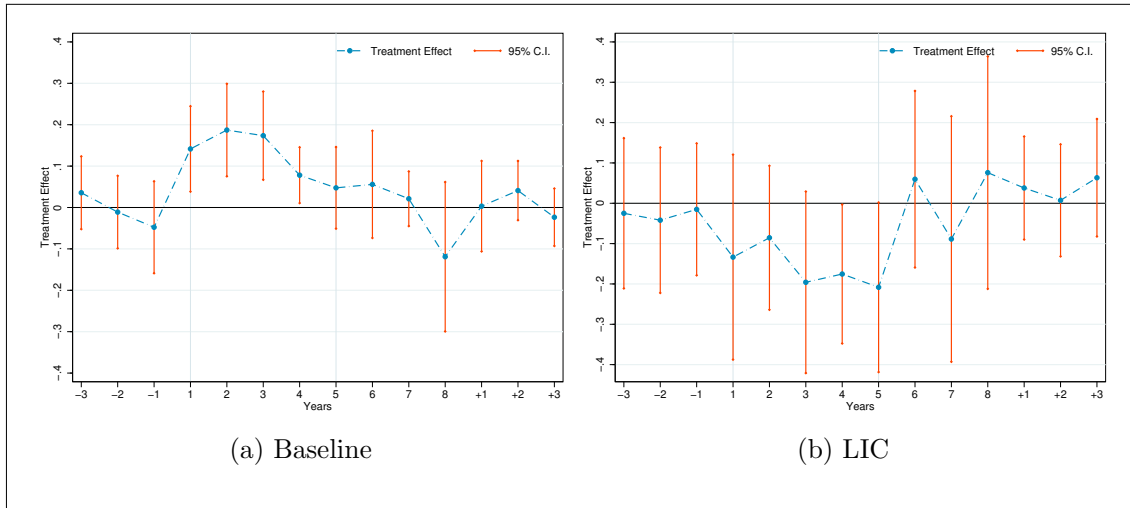 Treatment Effect 95% C.I.
.4
.3
.2
.1
0
-.1
-.2
-.3
-.4
Treatment Effect
−3 −2 −1 1 2 3 4 5 6 7 8 +1 +2 +3
Years
(a) Baseline
Treatment Effect 95% C.I.
.4
.3
.2
.1
0
-.1
-.2
-.3
-.4
Treatment Effect
−3 −2 −1 1 2 3 4 5 6 7 8 +1 +2 +3
Years
(b) LIC